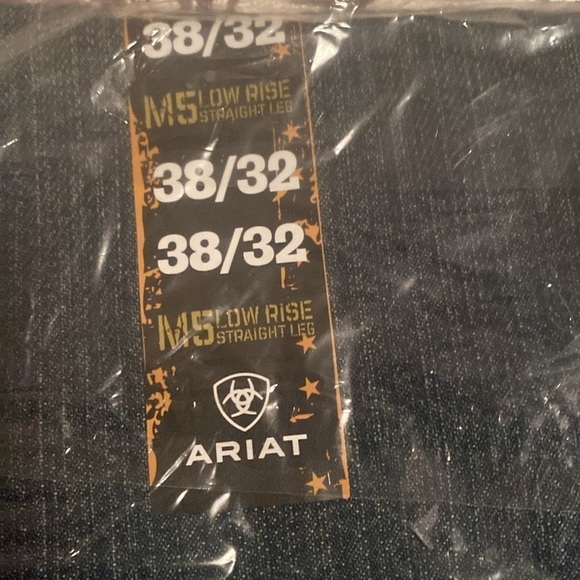 38/32
M5 LOW RISE
STRAIGHT LEG
38/32
38/32
M5 LOW RISE
STRAIGHT LEG
ARIAT